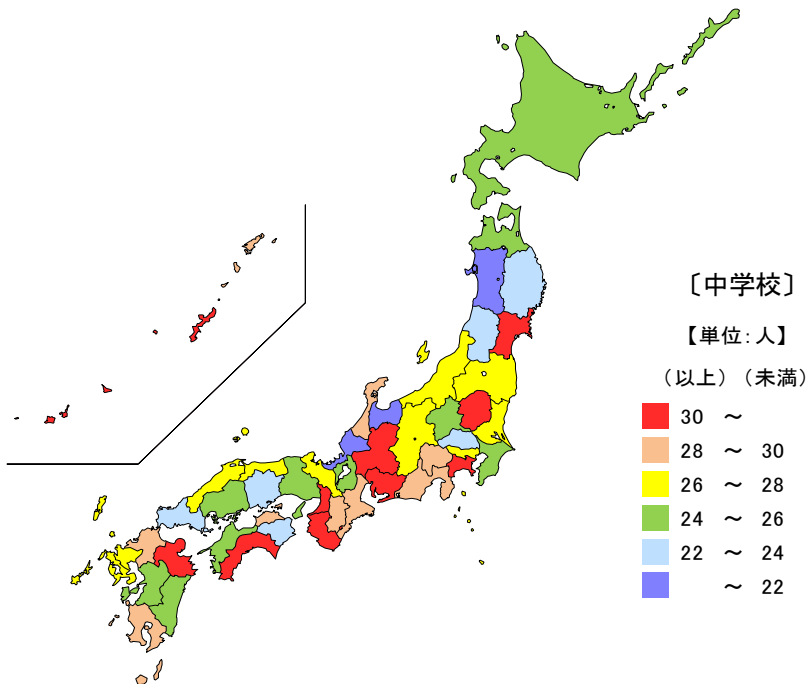 〔中学校〕
【単位：人】
（以上）（未満）
30 ～
28 ～ 30
26 ～ 28
24 ～ 26
22 ～ 24
～ 22